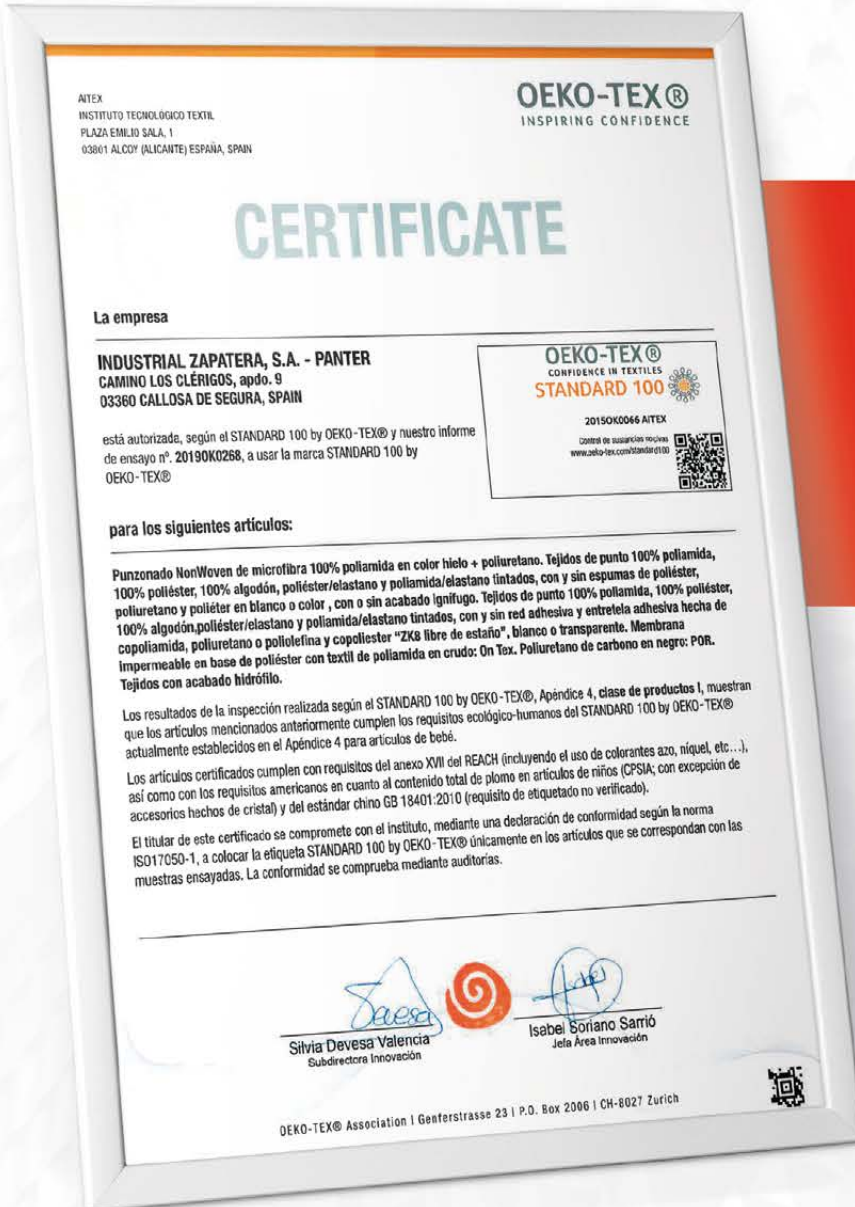 AITEX
INSTITUTO TECNOLÓGICO TEXTIL
PLAZA EMILIO SALA, 1
03801 ALCOY (ALICANTE) ESPAÑA, SPAIN
OEKO-TEX®
INSPIRING CONFIDENCE
CERTIFICATE
La empresa
INDUSTRIAL ZAPATERA, S.A. - PANTER
CAMINO LOS CLÉRIGOS, apdo. 9
03360 CALLOSA DE SEGURA, SPAIN
está autorizada, según el STANDARD 100 by OEKO-TEX® y nuestro informe
de ensayo nº. 2019OK0268, a usar la marca STANDARD 100 by
OEKO-TEX®
OEKO-TEX®
CONFIDENCE IN TEXTILES
STANDARD 100
2015OK0066 AITEX
Control de sustancias nocivas
www.oeko-tex.com/standard100
para los siguientes artículos:
Punzonado NonWoven de microfibra 100% poliamida en color hielo + poliuretano. Tejidos de punto 100% poliamida,
100% poliéster, 100% algodón, poliéster/elastano y poliamida/elastano tintados, con y sin espumas de poliéster,
poliuretano y poliéter en blanco o color , con o sin acabado ignífugo. Tejidos de punto 100% poliamida, 100% poliéster,
100% algodón,poliéster/elastano y poliamida/elastano tintados, con y sin red adhesiva y entretela adhesiva hecha de
copoliamida, poliuretano o poliolefina y copoliester "ZK8 libre de estaño", blanco o transparente. Membrana
impermeable en base de poliéster con textil de poliamida en crudo: On Tex. Poliuretano de carbono en negro: POR.
Tejidos con acabado hidrófilo.
Los resultados de la inspección realizada según el STANDARD 100 by OEKO-TEX®, Apéndice 4, clase de productos I, muestran
que los artículos mencionados anteriormente cumplen los requisitos ecológico-humanos del STANDARD 100 by OEKO-TEX®
actualmente establecidos en el Apéndice 4 para artículos de bebé.
Los artículos certificados cumplen con requisitos del anexo XVII del REACH (incluyendo el uso de colorantes azo, níquel, etc...),
así como con los requisitos americanos en cuanto al contenido total de plomo en artículos de niños (CPSIA; con excepción de
accesorios hechos de cristal) y del estándar chino GB 18401:2010 (requisito de etiquetado no verificado).
El titular de este certificado se compromete con el instituto, mediante una declaración de conformidad según la norma
ISO17050-1, a colocar la etiqueta STANDARD 100 by OEKO-TEX® únicamente en los artículos que se correspondan con las
muestras ensayadas. La conformidad se comprueba mediante auditorías.
Silvia Devesa Valencia
Subdirectora Innovación
Isabel Soriano Sarrió
Jefa Área Innovación
OEKO-TEX® Association | Genferstrasse 23 | P.O. Box 2006 | CH-8027 Zurich